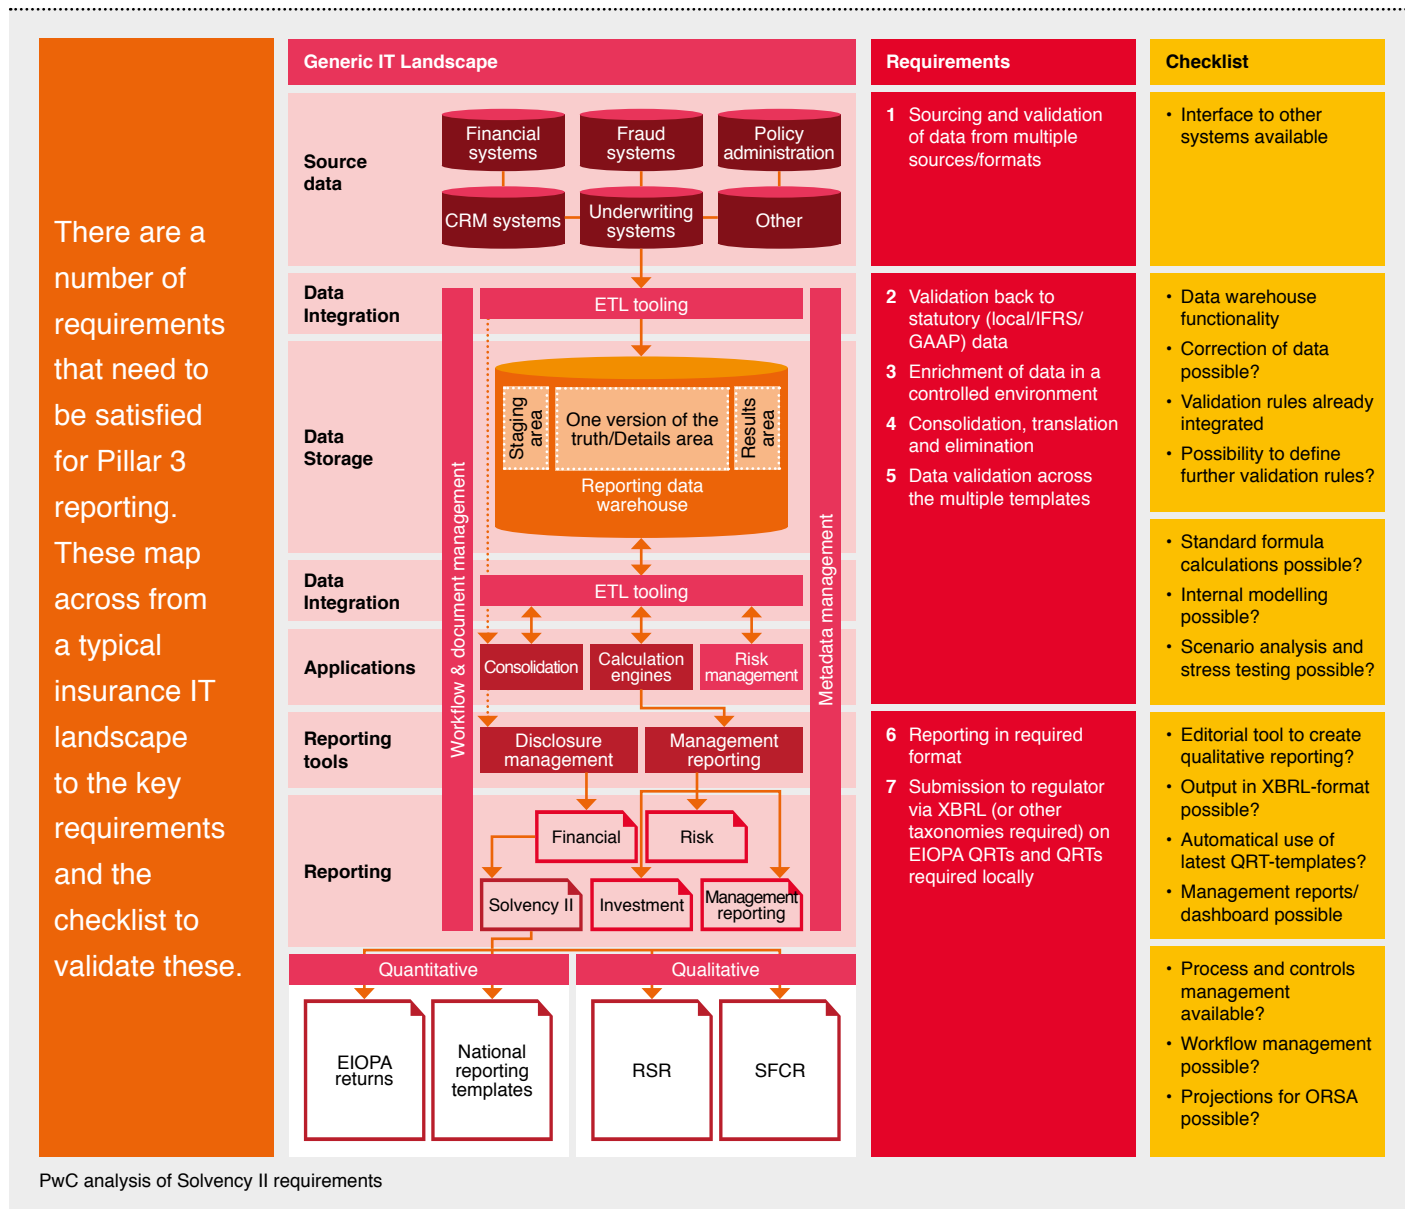 There are a
number of
requirements
that need to
be satisfied
for Pillar 3
reporting.
These map
across from
a typical
insurance IT
landscape
to the key
requirements
and the
checklist to
validate these.
Generic IT Landscape
Source
data
Financial
systems
Fraud
systems
Policy
administration
CRM systems
Underwriting
systems
Other
Data
Integration
ETL tooling
Data
Storage
Staging
area
One version of the
truth/Details area
Results
area
Reporting data
warehouse
Workflow & document management
Metadata management
Data
Integration
ETL tooling
Applications
Consolidation
Calculation
engines
Risk
management
Reporting
tools
Disclosure
management
Management
reporting
Reporting
Financial
Risk
Solvency II
Investment
Management
reporting
Quantitative
Qualitative
EIOPA
returns
National
reporting
templates
RSR
SFCR
Requirements
1 Sourcing and validation
of data from multiple
sources/formats
2 Validation back to
statutory (local/IFRS/
GAAP) data
3 Enrichment of data in a
controlled environment
4 Consolidation, translation
and elimination
5 Data validation across
the multiple templates
6 Reporting in required
format
7 Submission to regulator
via XBRL (or other
taxonomies required) on
EIOPA QRTs and QRTs
required locally
Checklist
• Interface to other
systems available
• Data warehouse
functionality
• Correction of data
possible?
• Validation rules already
integrated
• Possibility to define
further validation rules?
• Standard formula
calculations possible?
• Internal modelling
possible?
• Scenario analysis and
stress testing possible?
• Editorial tool to create
qualitative reporting?
• Output in XBRL-format
possible?
• Automatical use of
latest QRT-templates?
• Management reports/
dashboard possible
• Process and controls
management
available?
• Workflow management
possible?
• Projections for ORSA
possible?
PwC analysis of Solvency II requirements